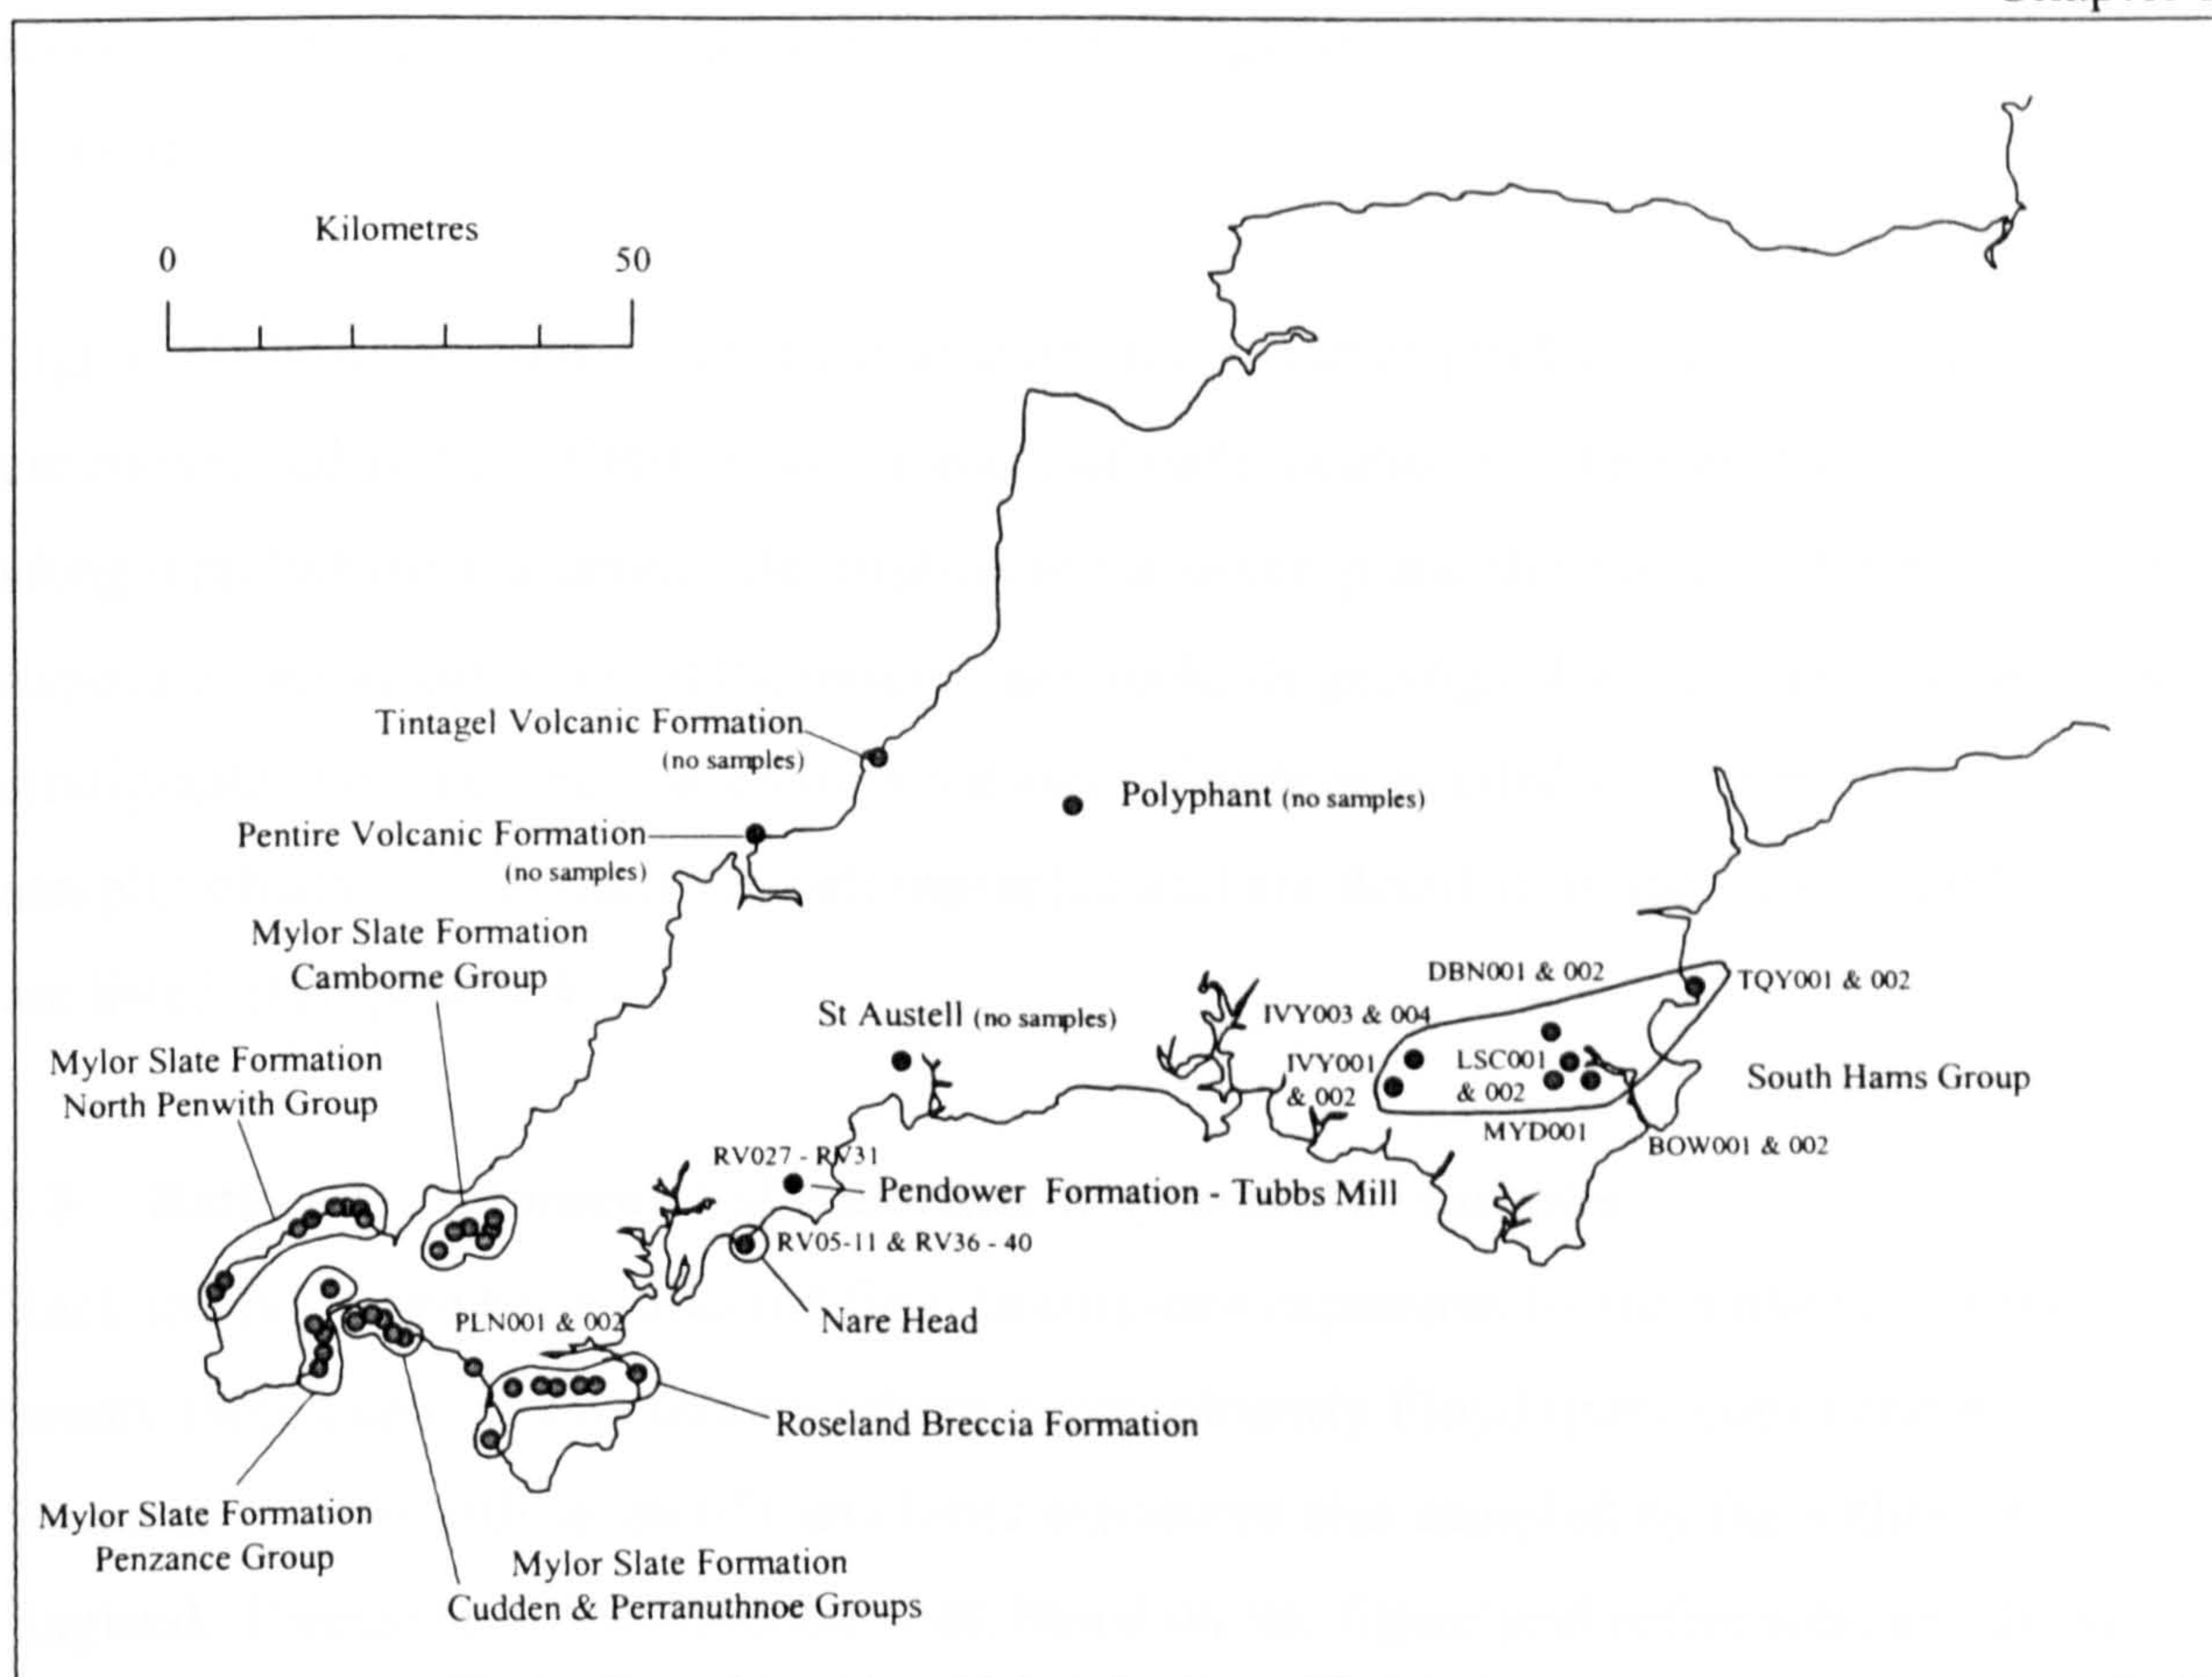 Kilometres
0 50
Tintagel Volcanic Formation
(no samples)
Polyphant (no samples)
Pentire Volcanic Formation
(no samples)
Mylor Slate Formation
Camborne Group
DBN001 & 002
TQY001 & 002
St Austell (no samples)
IVY003 & 004
Mylor Slate Formation
North Penwith Group
IVY001
& 002
LSC001
& 002
South Hams Group
MYD001
BOW001 & 002
RV027 - RV31
Pendower Formation - Tubbs Mill
RV05-11 & RV36 - 40
PLN001 & 002
Nare Head
Roseland Breccia Formation
Mylor Slate Formation
Penzance Group
Mylor Slate Formation
Cudden & Perranuthnoe Groups